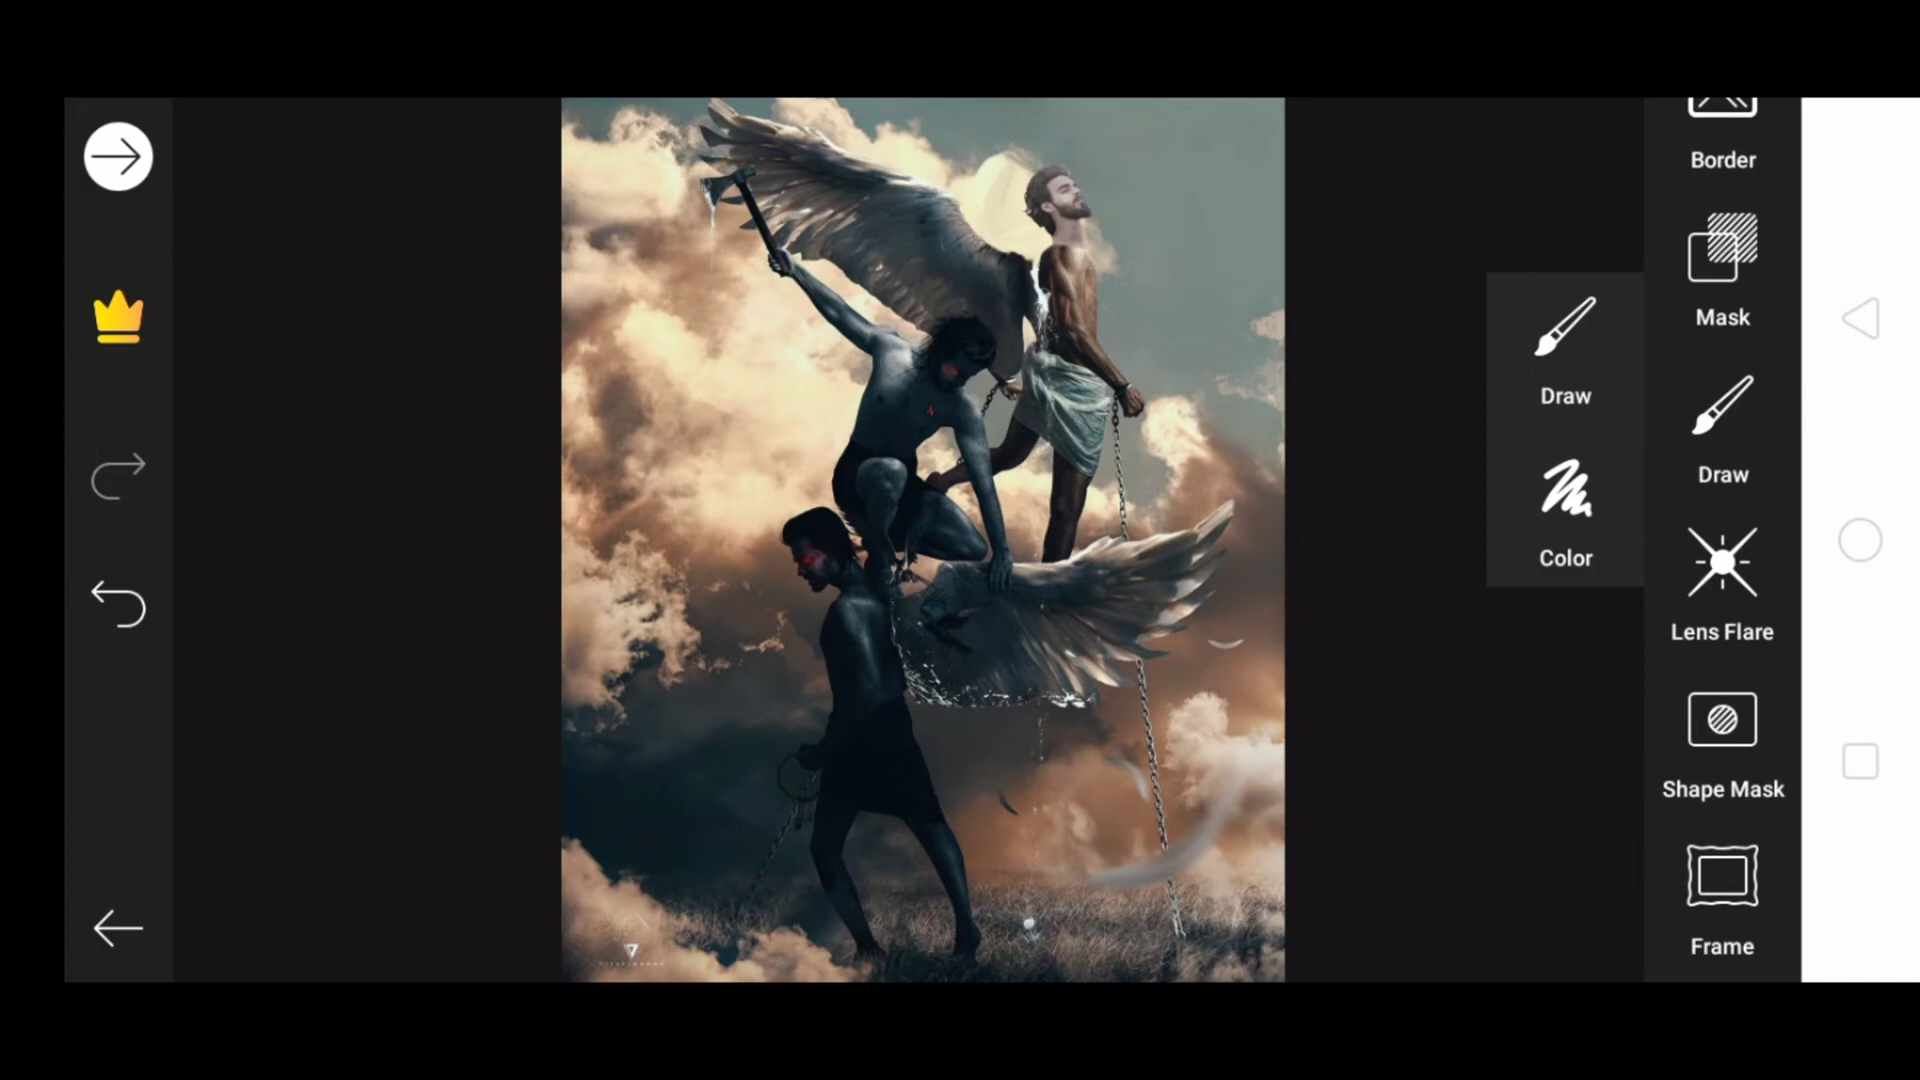 Border
Mask
Draw
Color
Draw
Lens Flare
Shape Mask
Frame